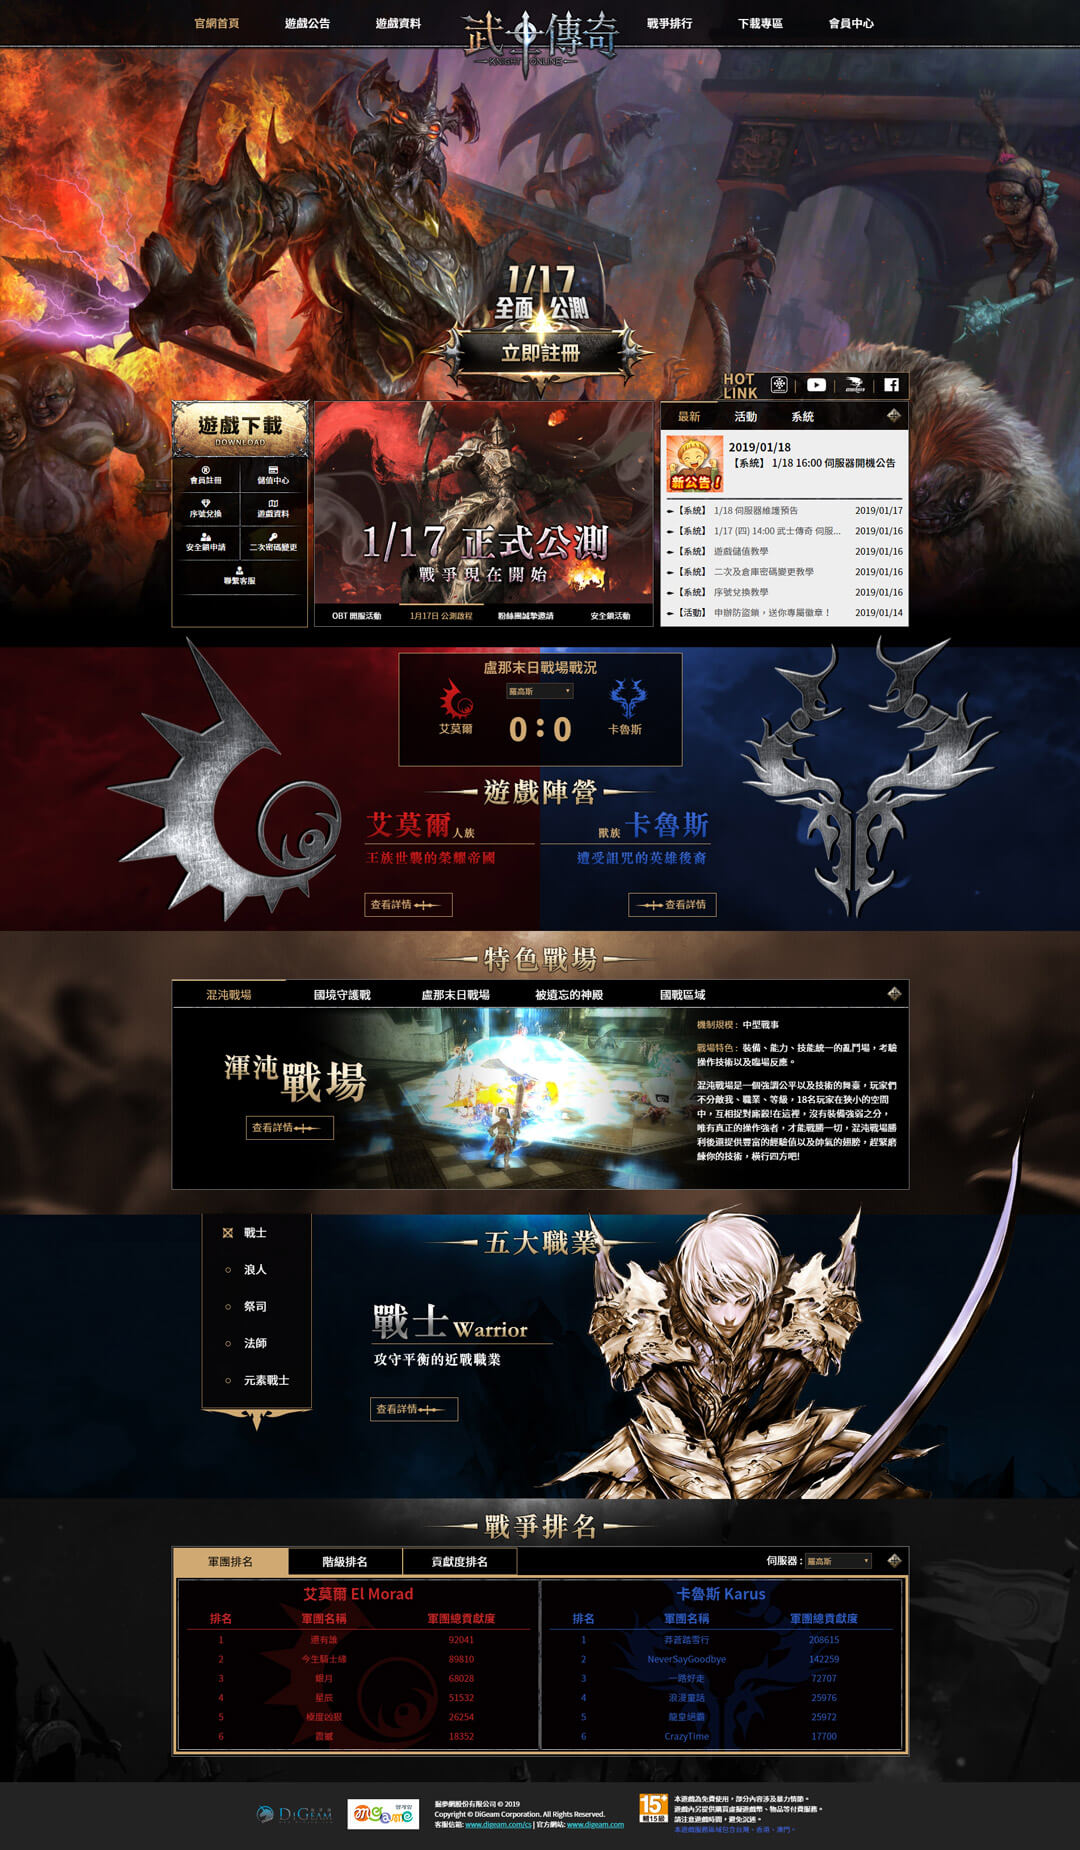 官網首頁 遊戲公告 遊戲資料 武士傳奇 戰爭排行 下載專區 會員中心
KNIGHT ONLINE
1/17
全面 公測
立即註冊
HOT
LINK
遊戲下載
DOWNLOAD
會員註冊 儲值中心
序號兌換 遊戲資料
安全鎖申請 二次密碼變更
聯繫客服
1/17 正式公測
戰爭現在開始
OBT 開服活動 1月17日 公測啟程 粉絲團誠摯邀請 安全鎖活動
最新 活動 系統
新公告!
2019/01/18
【系統】 1/18 16:00 伺服器開機公告
【系統】 1/18 伺服器維護預告 2019/01/17
【系統】 1/17 (四) 14:00 武士傳奇 伺服... 2019/01/16
【系統】 遊戲儲值教學 2019/01/16
【系統】 二次及倉庫密碼變更教學 2019/01/16
【系統】 序號兌換教學 2019/01/16
【活動】 申辦防盜鎖，送你專屬徽章！ 2019/01/14
盧那末日戰場戰況
羅高斯
艾莫爾 0:0 卡魯斯
遊戲陣營
艾莫爾 人族 獸族 卡魯斯
王族世襲的榮耀帝國 遭受詛咒的英雄後裔
查看詳情 查看詳情
特色戰場
混沌戰場 國境守護戰 盧那末日戰場 被遺忘的神殿 國戰區域
渾沌戰場
查看詳情
機制規模： 中型戰事
戰場特色： 裝備、能力、技能統一的亂鬥場，考驗
操作技術以及臨場反應。
混沌戰場是一個強調公平以及技術的舞臺，玩家們
不分敵我、職業、等級，18名玩家在狹小的空間
中，互相捉對廝殺!在這裡，沒有裝備強弱之分，
唯有真正的操作強者，才能戰勝一切，混沌戰場勝
利後還提供豐富的經驗值以及帥氣的翅膀，趕緊磨
鍊你的技術，橫行四方吧!
五大職業
戰士
浪人
祭司
法師
元素戰士
戰士 Warrior
攻守平衡的近戰職業
查看詳情
戰爭排名
軍團排名 階級排名 貢獻度排名 伺服器： 羅高斯
艾莫爾 El Morad
排名 軍團名稱 軍團總貢獻度
1 還有誰 92041
2 今生騎士緣 89810
3 銀月 68028
4 星辰 51532
5 極度凶狠 26254
6 震撼 18352
卡魯斯 Karus
排名 軍團名稱 軍團總貢獻度
1 莽蒼踏雪行 208615
2 NeverSayGoodbye 142259
3 一路好走 72707
4 浪漫童話 25976
5 龍皇絕霸 25972
6 CrazyTime 17700
DiGeam
mgame
掘夢網股份有限公司 © 2019
Copyright © DiGeam Corporation. All Rights Reserved.
客服信箱: www.digeam.com/cs | 官方網站: www.digeam.com
15+
輔15級
本遊戲為免費使用，部分內容涉及暴力情節。
遊戲內另提供購買虛擬遊戲幣、物品等付費服務。
請注意遊戲時間，避免沉迷。
本遊戲服務區域包含台灣、香港、澳門。